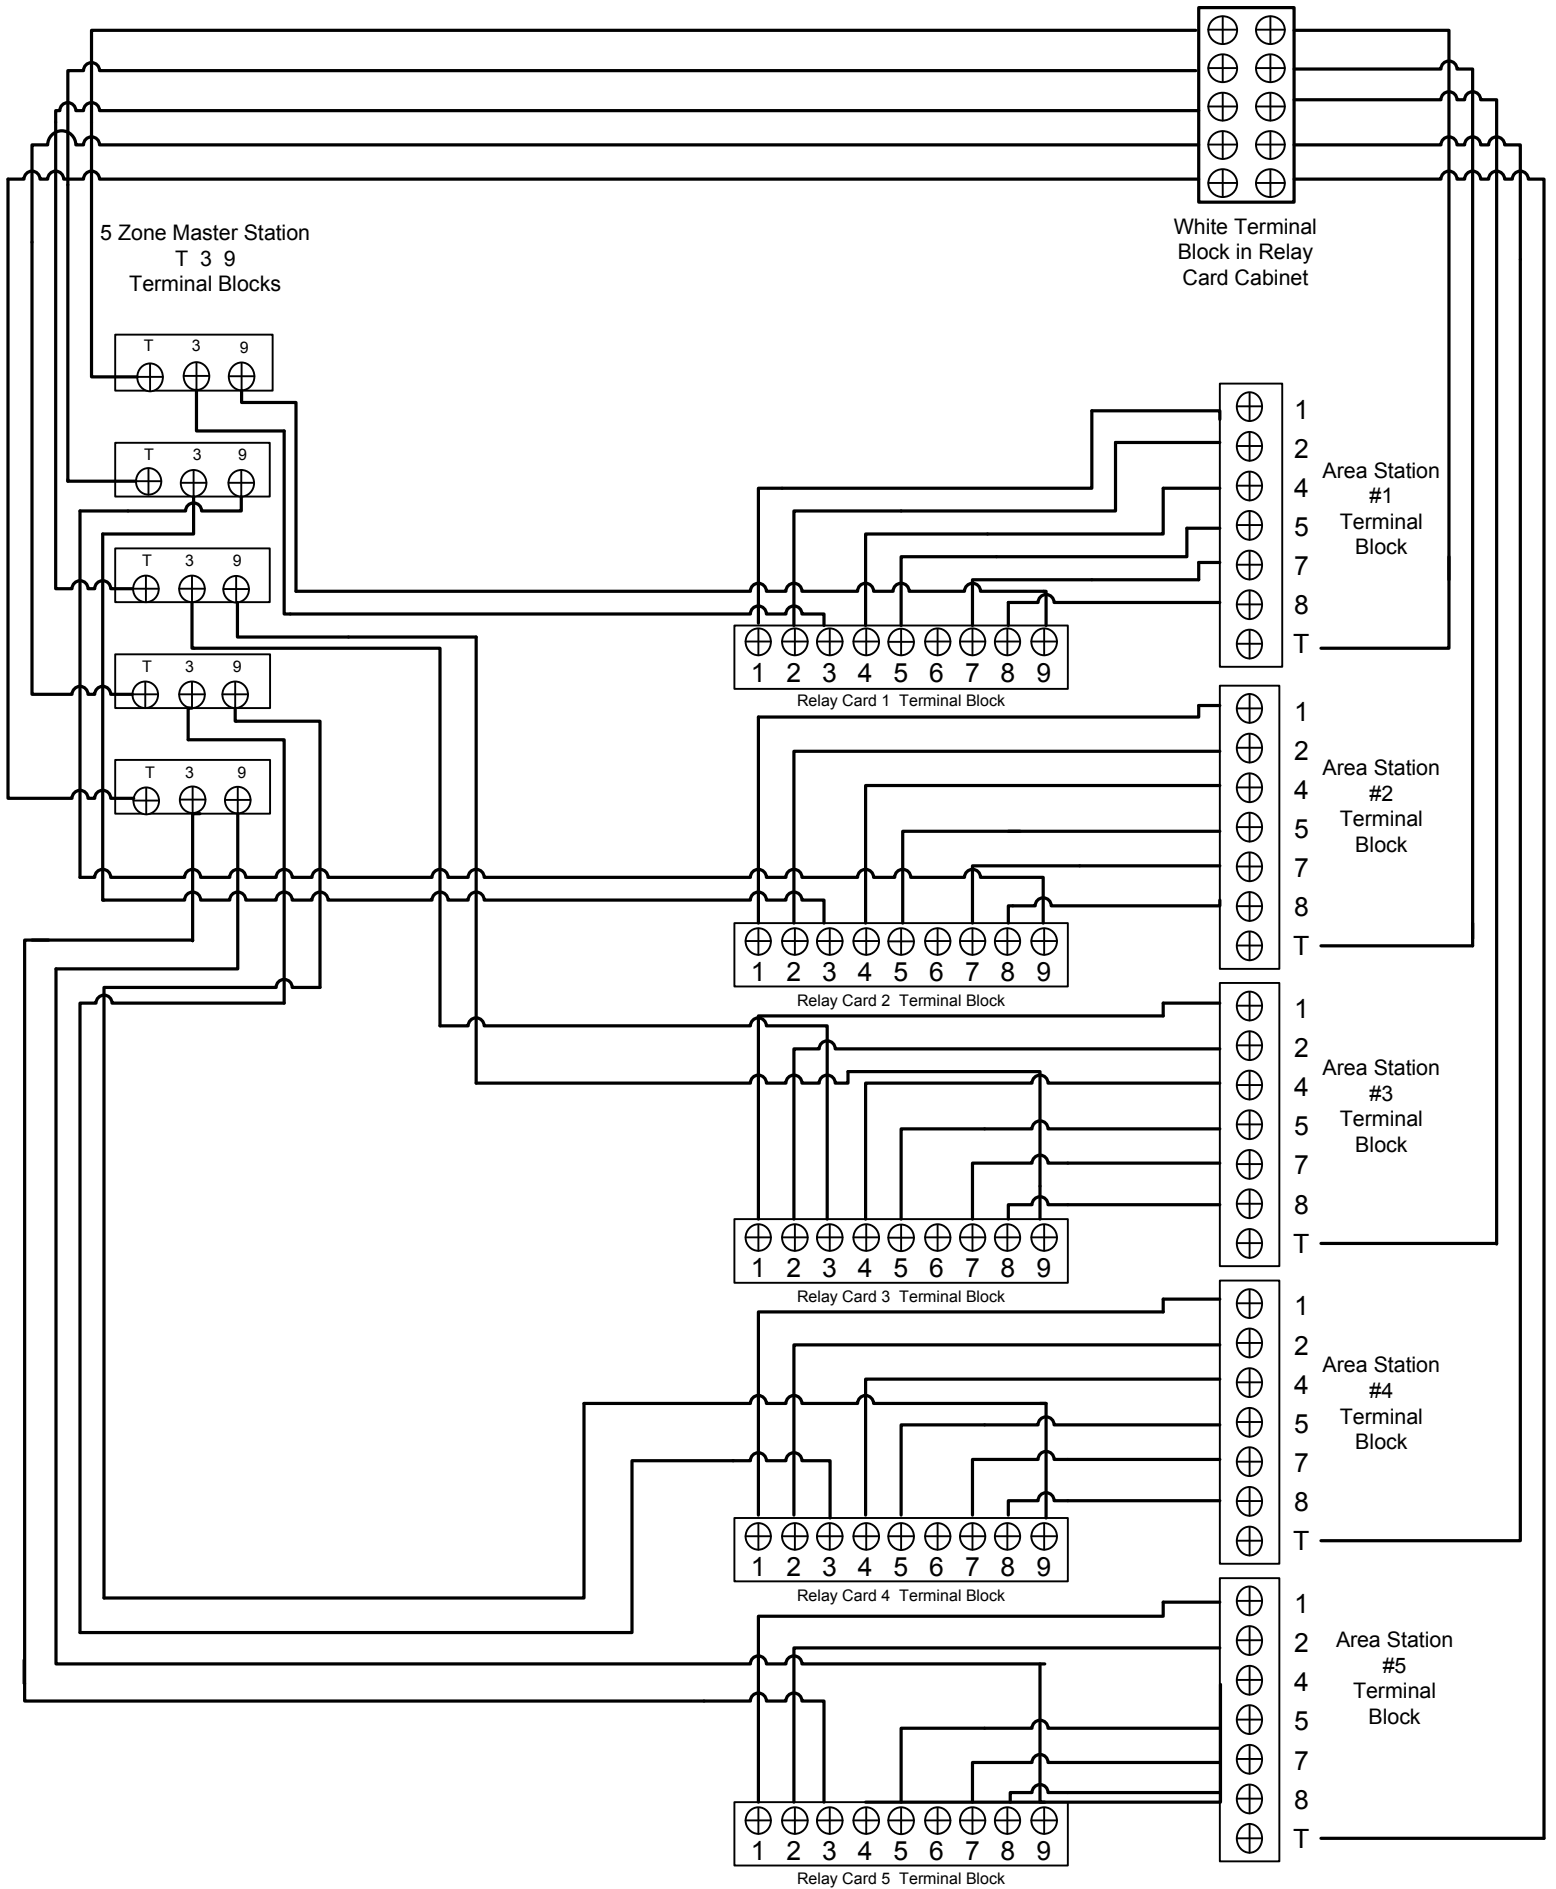 White Terminal
Block in Relay
Card Cabinet
5 Zone Master Station
T 3 9
Terminal Blocks
T 3 9
T 3 9
T 3 9
T 3 9
T 3 9
1
2
4
5
7
8
T
Area Station
#1
Terminal
Block
1 2 3 4 5 6 7 8 9
Relay Card 1 Terminal Block
1
2
4
5
7
8
T
Area Station
#2
Terminal
Block
1 2 3 4 5 6 7 8 9
Relay Card 2 Terminal Block
1
2
4
5
7
8
T
Area Station
#3
Terminal
Block
1 2 3 4 5 6 7 8 9
Relay Card 3 Terminal Block
1
2
4
5
7
8
T
Area Station
#4
Terminal
Block
1 2 3 4 5 6 7 8 9
Relay Card 4 Terminal Block
1
2
4
5
7
8
T
Area Station
#5
Terminal
Block
1 2 3 4 5 6 7 8 9
Relay Card 5 Terminal Block